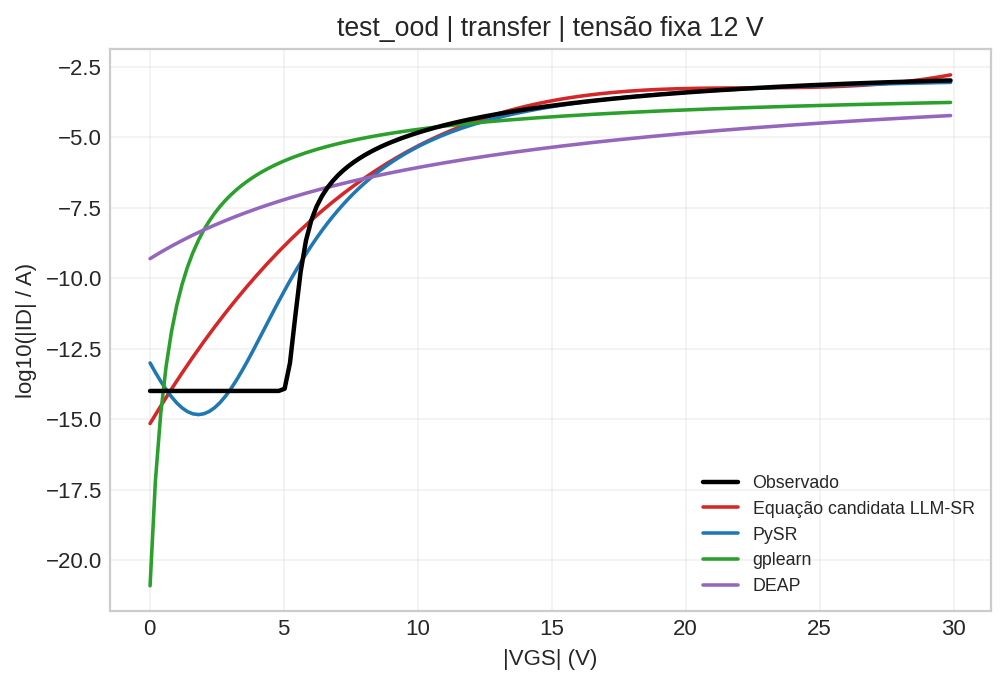 test_ood | transfer | tensão fixa 12 V
−2.5
−5.0
−7.5
−10.0
−12.5
−15.0
−17.5
−20.0
log10(|ID| / A)
Observado
Equação candidata LLM-SR
PySR
gplearn
DEAP
0 5 10 15 20 25 30
|VGS| (V)